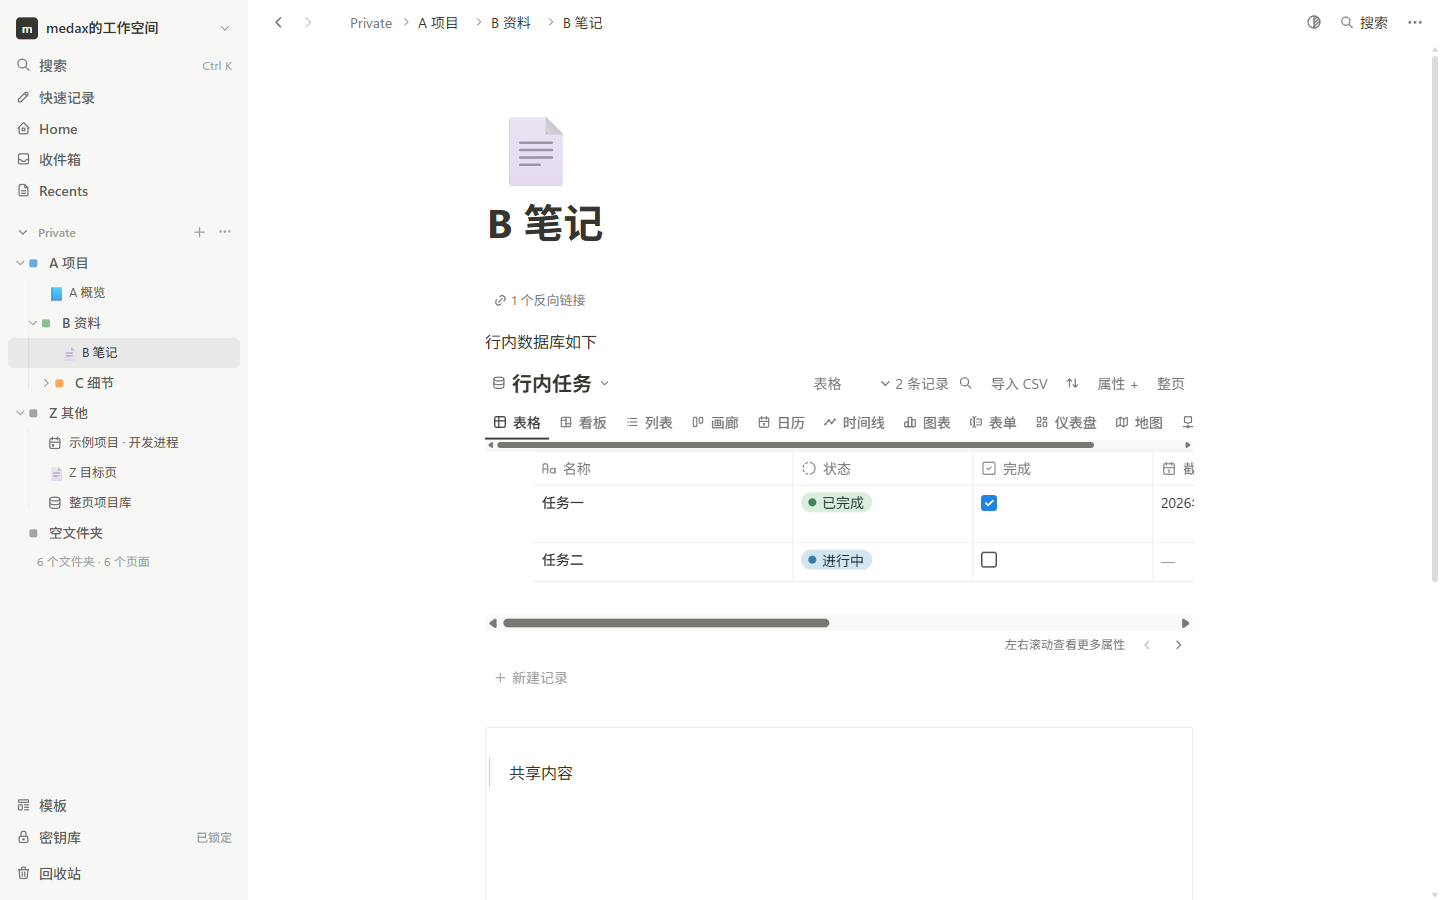 m medax的工作空间
搜索 Ctrl K
快速记录
Home
收件箱
Recents
Private
A 项目
A 概览
B 资料
B 笔记
C 细节
Z 其他
示例项目 · 开发进程
Z 目标页
整页项目库
空文件夹
6 个文件夹 · 6 个页面
模板
密钥库 已锁定
回收站
Private A 项目 B 资料 B 笔记 搜索
B 笔记
1 个反向链接
行内数据库如下
行内任务 表格 2 条记录 导入 CSV 属性 + 整页
表格 看板 列表 画廊 日历 时间线 图表 表单 仪表盘 地图
Aa 名称 状态 完成
任务一 已完成 2026
任务二 进行中 —
左右滚动查看更多属性
新建记录
共享内容